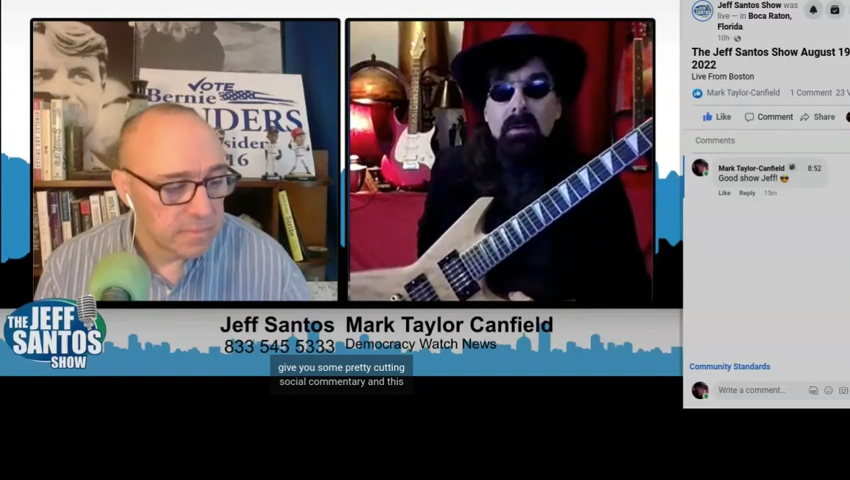 VOTE
Bernie
NDERS
16
THE JEFF
SANTOS
SHOW
Jeff Santos
833 545 5333
Mark Taylor Canfield
Democracy Watch News
give you some pretty cutting
social commentary and this
Jeff Santos Show was
live — in Boca Raton,
Florida.
10h ·
The Jeff Santos Show August 19
2022
Live From Boston
Mark Taylor-Canfield 1 Comment 23 V
Like Comment Share
Comments
Mark Taylor-Canfield 8:52
Good show Jeff! 😎
Like Reply 15m
Community Standards
Write a comment...